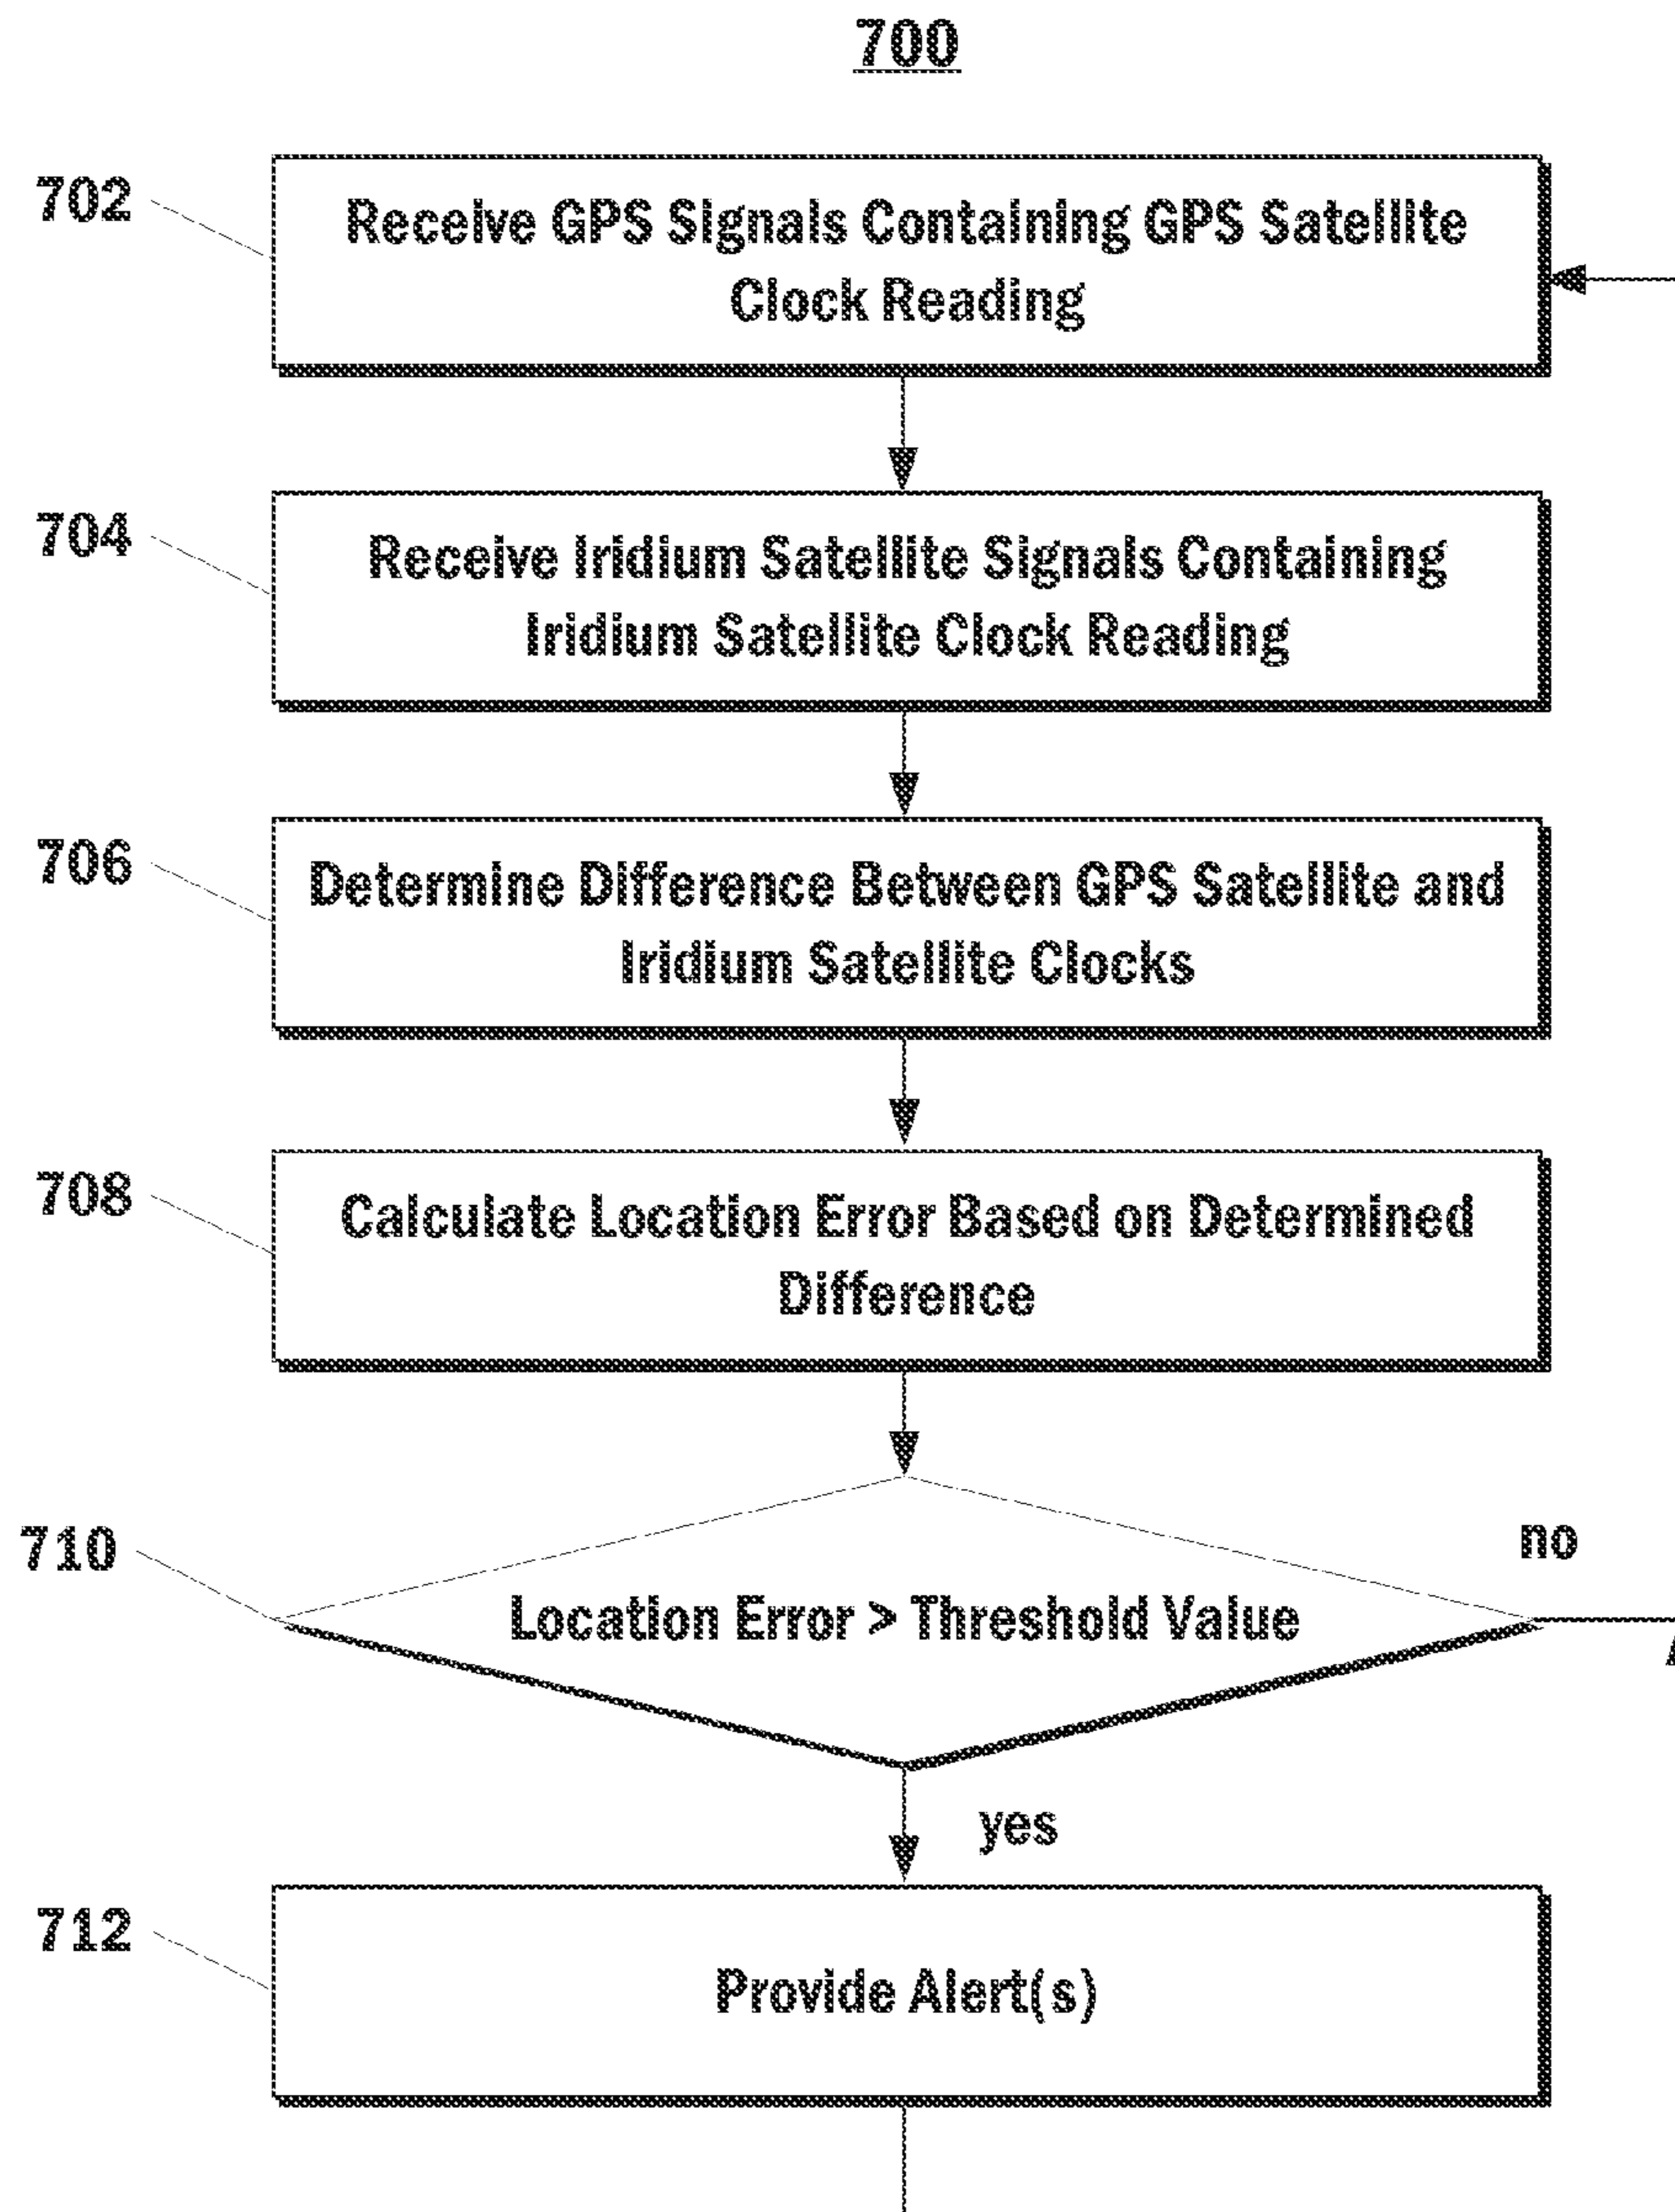 700
702
Receive GPS Signals Containing GPS Satellite
Clock Reading
704
Receive Iridium Satellite Signals Containing
Iridium Satellite Clock Reading
706
Determine Difference Between GPS Satellite and
Iridium Satellite Clocks
708
Calculate Location Error Based on Determined
Difference
710
no
Location Error > Threshold Value
yes
712
Provide Alert(s)